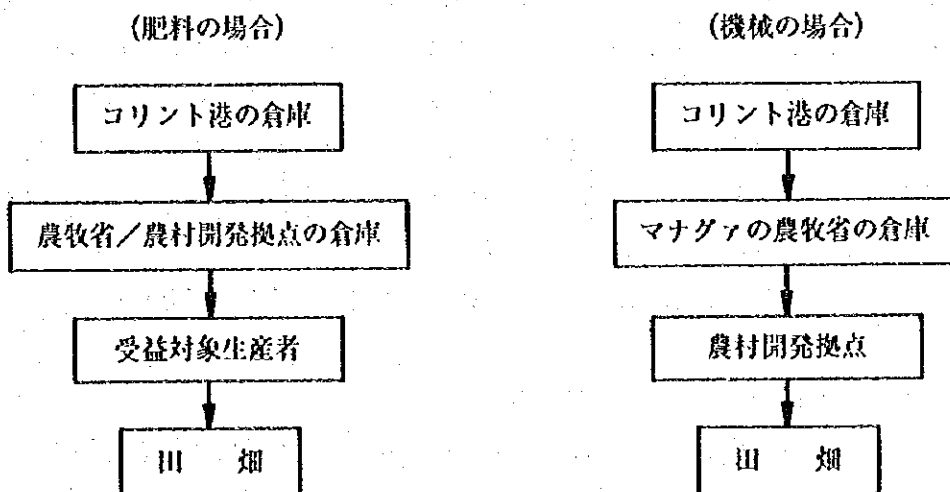 (肥料の場合)
コリント港の倉庫
農牧省／農村開発拠点の倉庫
受益対象生産者
田 畑
(機械の場合)
コリント港の倉庫
マナグァの農牧省の倉庫
農村開発拠点
田 畑